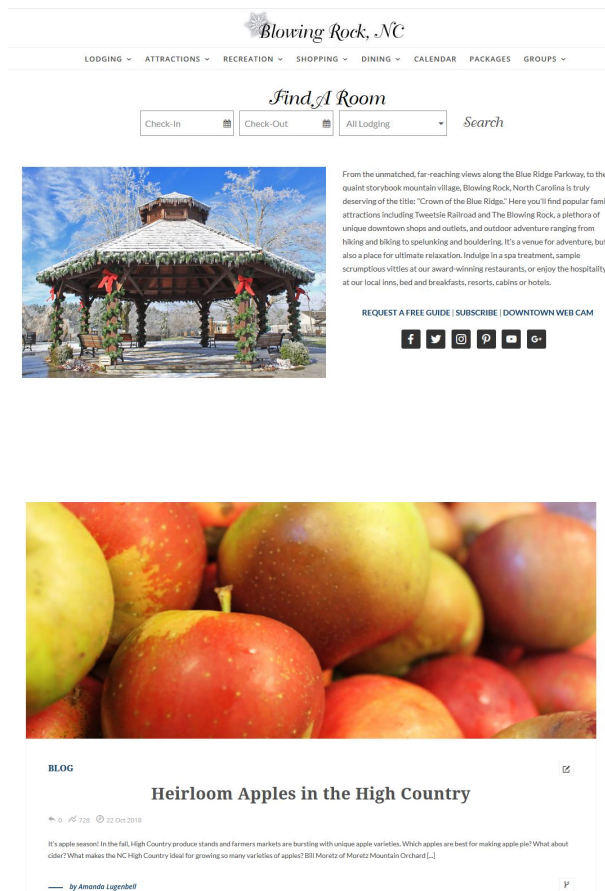 Blowing Rock, NC
LODGING ATTRACTIONS RECREATION SHOPPING DINING CALENDAR PACKAGES GROUPS
Find A Room
Check-In Check-Out All Lodging Search
From the unmatched, far-reaching views along the Blue Ridge Parkway, to the
quaint storybook mountain village, Blowing Rock, North Carolina is truly
deserving of the title: "Crown of the Blue Ridge." Here you'll find popular fami
attractions including Tweetsie Railroad and The Blowing Rock, a plethora of
unique downtown shops and outlets, and outdoor adventure ranging from
hiking and biking to spelunking and bouldering. It's a venue for adventure, but
also a place for ultimate relaxation. Indulge in a spa treatment, sample
scrumptious vittles at our award-winning restaurants, or enjoy the hospitality
at our local inns, bed and breakfasts, resorts, cabins or hotels.
REQUEST A FREE GUIDE | SUBSCRIBE | DOWNTOWN WEB CAM
BLOG
Heirloom Apples in the High Country
0 728 22 Oct 2018
It's apple season! In the fall, High Country produce stands and farmers markets are bursting with unique apple varieties. Which apples are best for making apple pie? What about
cider? What makes the NC High Country ideal for growing so many varieties of apples? Bill Moretz of Moretz Mountain Orchard [...]
by Amanda Lugenbell